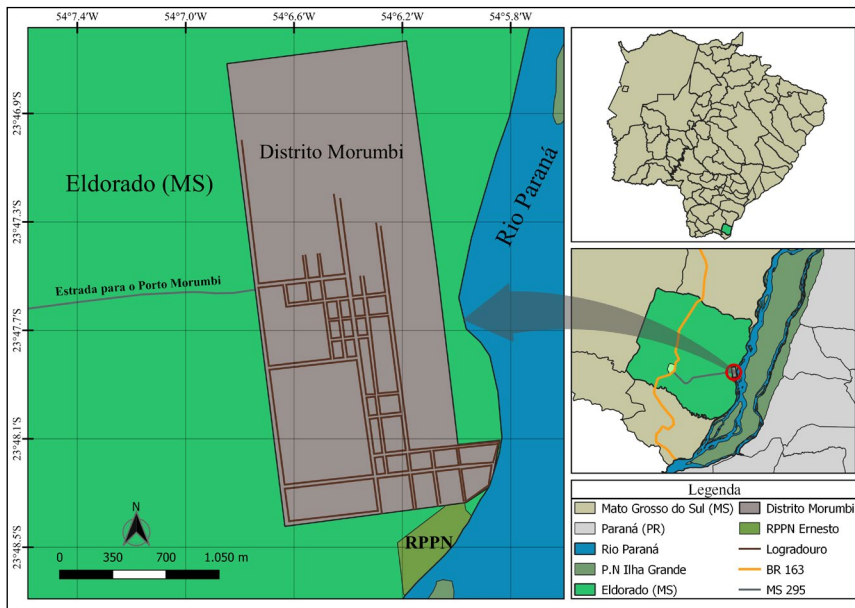 54°7.4'W
54°7.0'W
54°6.6'W
54°6.2'W
54°5.8'W
23°46.9'S
23°47.3'S
23°47.7'S
23°48.1'S
23°48.5'S
Distrito Morumbi
Eldorado (MS)
Rio Paraná
Estrada para o Porto Morumbi
RPPN
N
0 350 700 1.050 m
Legenda
Mato Grosso do Sul (MS)
Paraná (PR)
Rio Paraná
P.N Ilha Grande
Eldorado (MS)
Distrito Morumbi
RPPN Ernesto
Logradouro
BR 163
MS 295